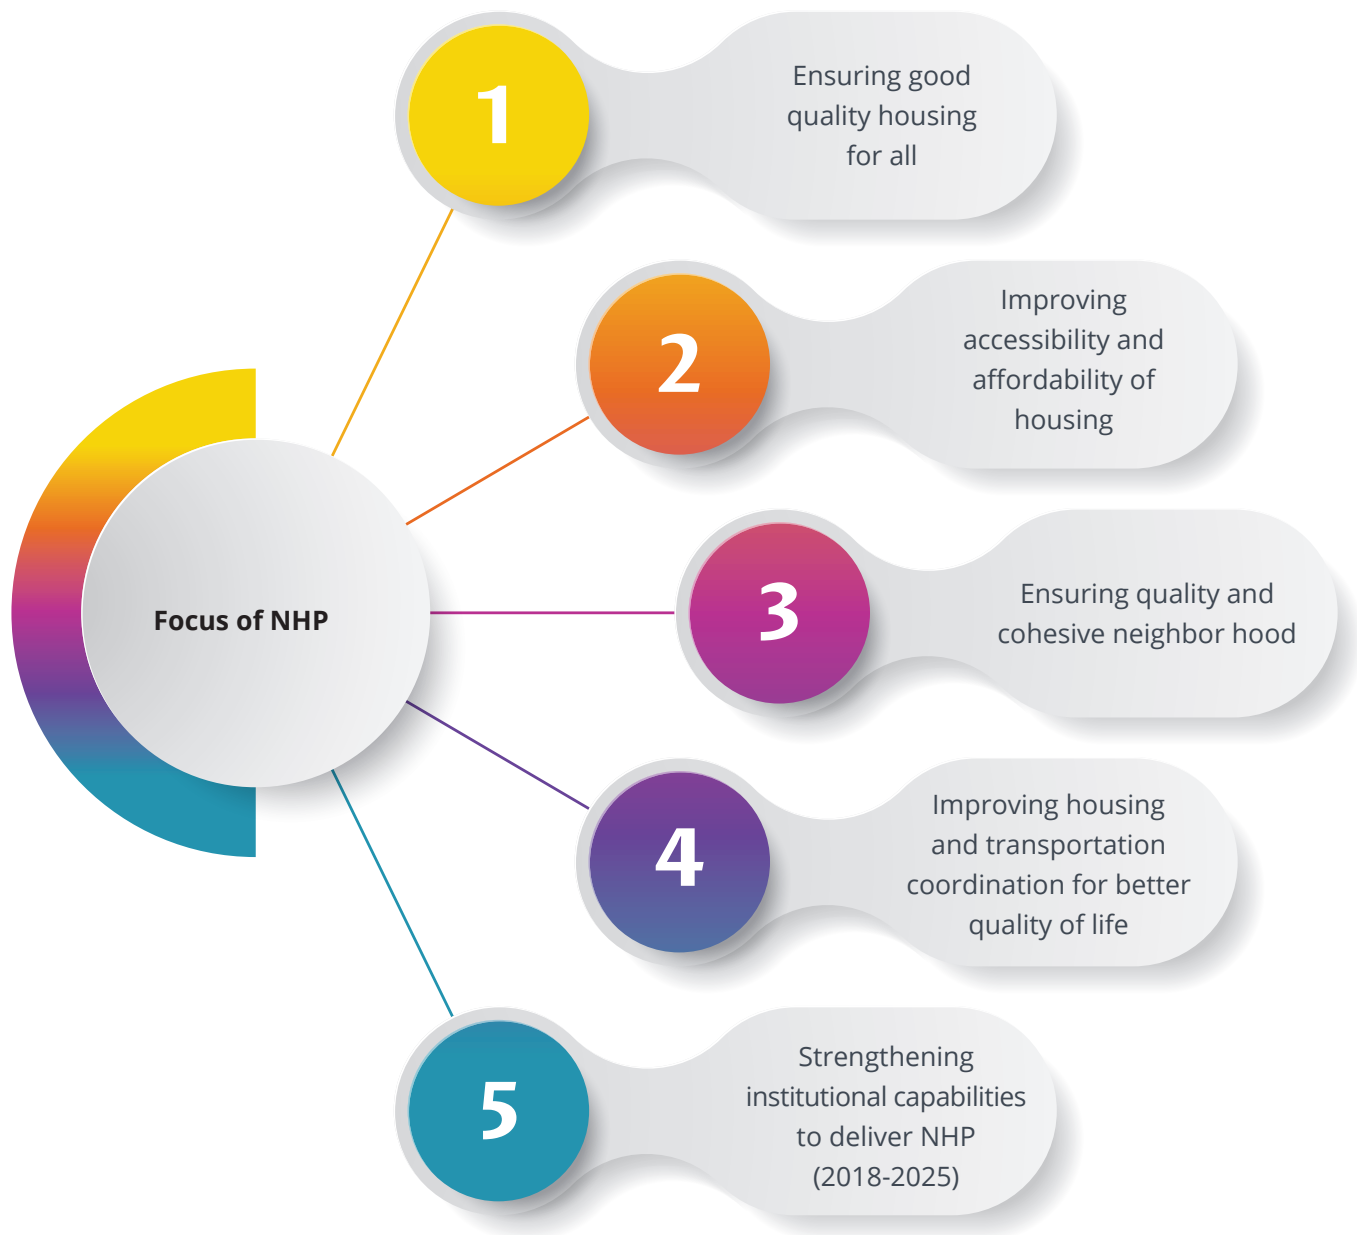 Focus of NHP
1
Ensuring good
quality housing
for all
2
Improving
accessibility and
affordability of
housing
3
Ensuring quality and
cohesive neighbor hood
4
Improving housing
and transportation
coordination for better
quality of life
5
Strengthening
institutional capabilities
to deliver NHP
(2018-2025)